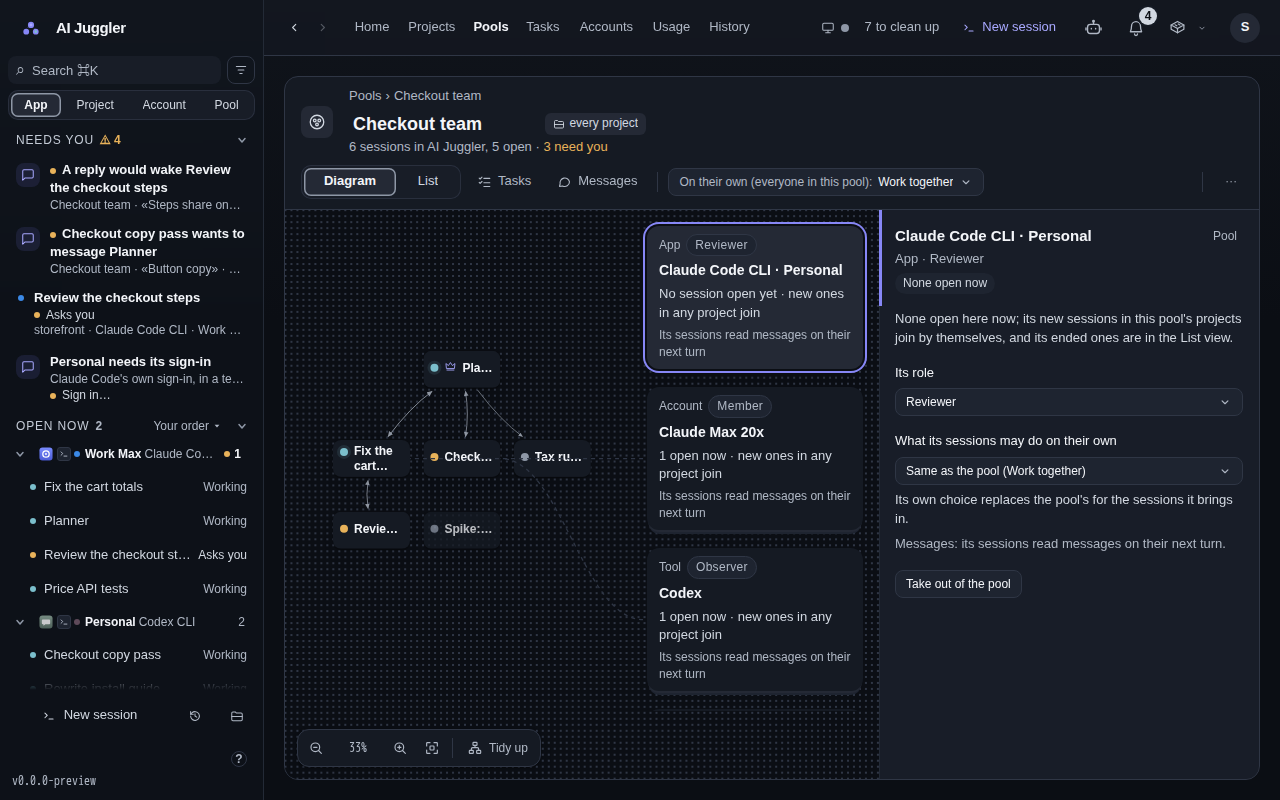 AI Juggler
Search ⌘K
App Project Account Pool
NEEDS YOU 4
A reply would wake Review the checkout steps
Checkout team · «Steps share on…
Checkout copy pass wants to message Planner
Checkout team · «Button copy» · …
Review the checkout steps
Asks you
storefront · Claude Code CLI · Work …
Personal needs its sign-in
Claude Code's own sign-in, in a te…
Sign in…
OPEN NOW 2 Your order
Work Max Claude Co… 1
Fix the cart totals Working
Planner Working
Review the checkout st… Asks you
Price API tests Working
Personal Codex CLI 2
Checkout copy pass Working
Rewrite install guide Working
New session
?
v0.0.0-preview
Home Projects Pools Tasks Accounts Usage History
7 to clean up
New session
4
S
Pools › Checkout team
Checkout team
every project
6 sessions in AI Juggler, 5 open · 3 need you
Diagram List Tasks Messages
On their own (everyone in this pool): Work together
…
Pla…
Fix the cart…
Check…
Tax ru…
Revie…
Spike:…
App Reviewer
Claude Code CLI · Personal
No session open yet · new ones
in any project join
Its sessions read messages on their
next turn
Account Member
Claude Max 20x
1 open now · new ones in any
project join
Its sessions read messages on their
next turn
Tool Observer
Codex
1 open now · new ones in any
project join
Its sessions read messages on their
next turn
33%
Tidy up
Claude Code CLI · Personal
Pool
App · Reviewer
None open now
None open here now; its new sessions in this pool's projects
join by themselves, and its ended ones are in the List view.
Its role
Reviewer
What its sessions may do on their own
Same as the pool (Work together)
Its own choice replaces the pool's for the sessions it brings
in.
Messages: its sessions read messages on their next turn.
Take out of the pool